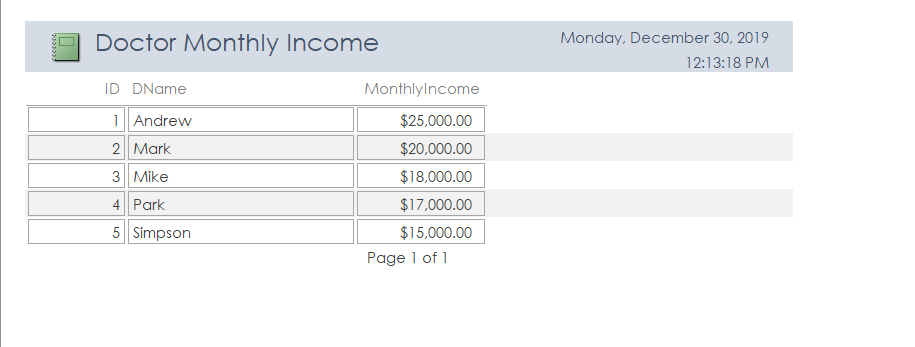 Doctor Monthly Income
Monday, December 30, 2019
12:13:18 PM
ID DName MonthlyIncome
1 Andrew $25,000.00
2 Mark $20,000.00
3 Mike $18,000.00
4 Park $17,000.00
5 Simpson $15,000.00
Page 1 of 1